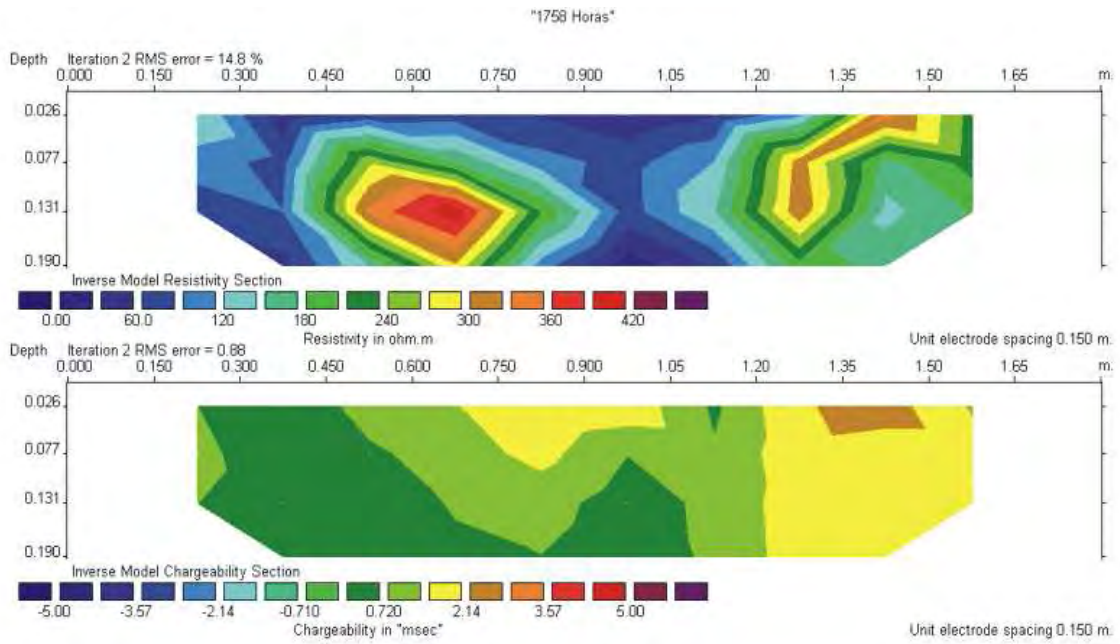 "1758 Horas"
Depth Iteration 2 RMS error = 14.8 %
0.000 0.150 0.300 0.450 0.600 0.750 0.900 1.05 1.20 1.35 1.50 1.65 m.
0.026
0.077
0.131
0.190
Inverse Model Resistivity Section
0.00 60.0 120 180 240 300 360 420
Resistivity in ohm.m
Unit electrode spacing 0.150 m.
Depth Iteration 2 RMS error = 0.68
0.000 0.150 0.300 0.450 0.600 0.750 0.900 1.05 1.20 1.35 1.50 1.65 m.
0.026
0.077
0.131
0.190
Inverse Model Chargeability Section
-5.00 -3.57 -2.14 -0.710 0.720 2.14 3.57 5.00
Chargeability in "msec"
Unit electrode spacing 0.150 m.